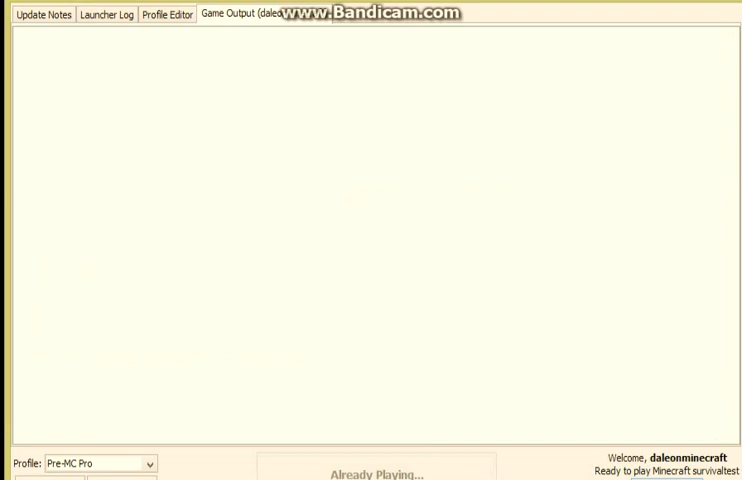 Update Notes Launcher Log Profile Editor Game Output (daleo
www.Bandicam.com
Profile: Pre-MC Pro
Already Playing...
Welcome, daleonminecraft
Ready to play Minecraft survivaltest